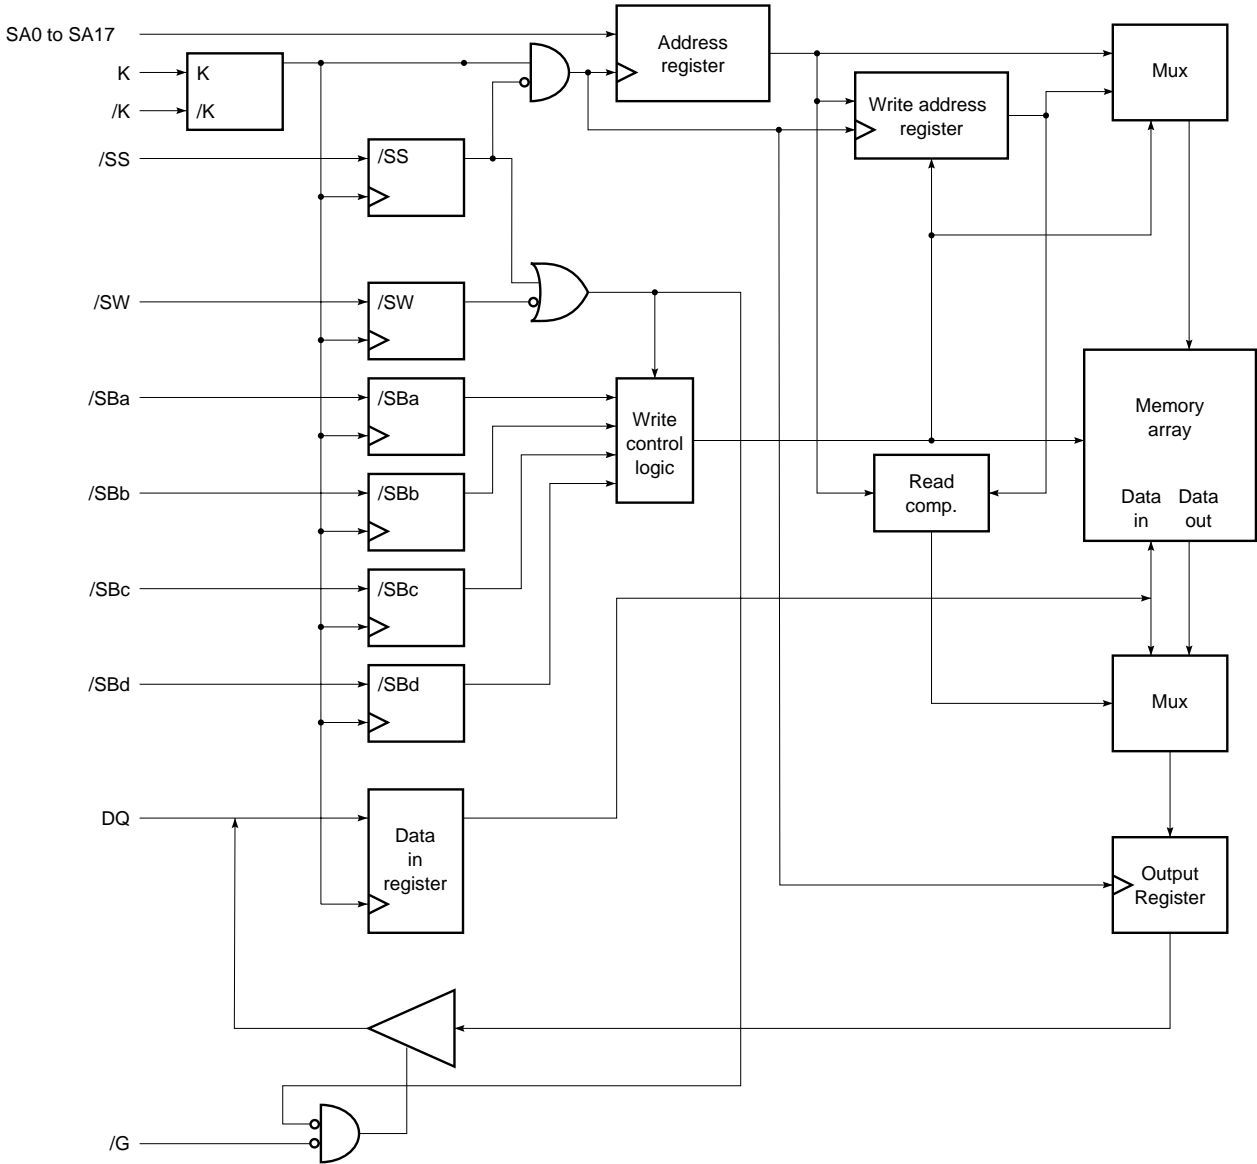 SA0 to SA17
Address
register
Mux
K
K
/K
/K
Write address
register
/SS
/SS
/SW
/SW
/SBa
/SBa
Write
control
logic
Memory
array
Read
comp.
Data
in
Data
out
/SBb
/SBb
/SBc
/SBc
/SBd
/SBd
Mux
DQ
Data
in
register
Output
Register
/G